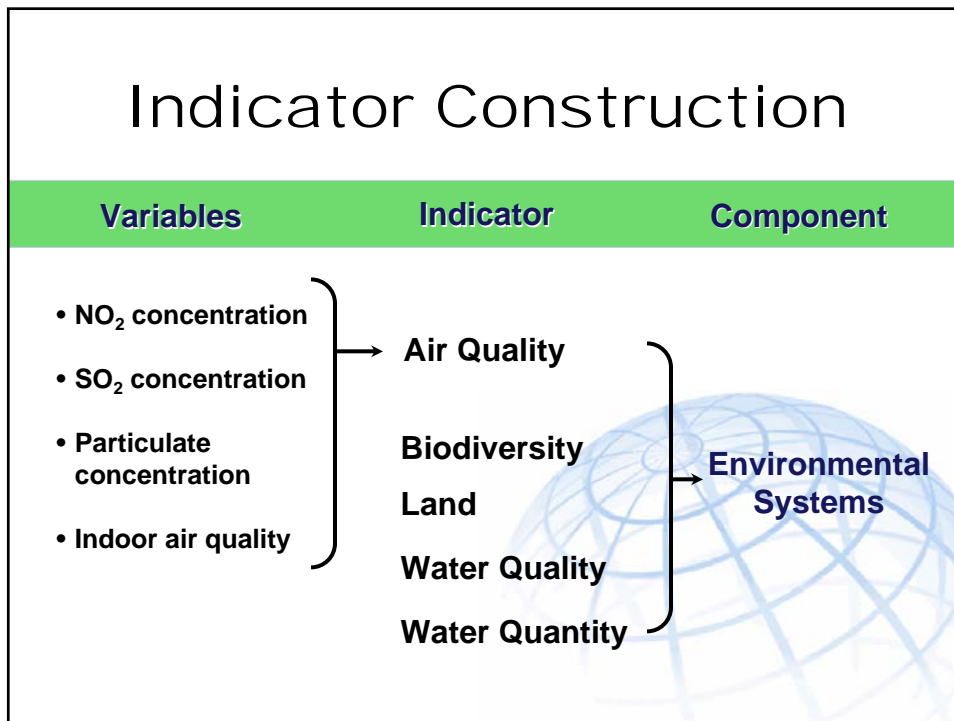 Indicator Construction
Variables Indicator Component
• NO₂ concentration
• SO₂ concentration
• Particulate
concentration
• Indoor air quality
Air Quality
Biodiversity
Land
Water Quality
Water Quantity
Environmental
Systems